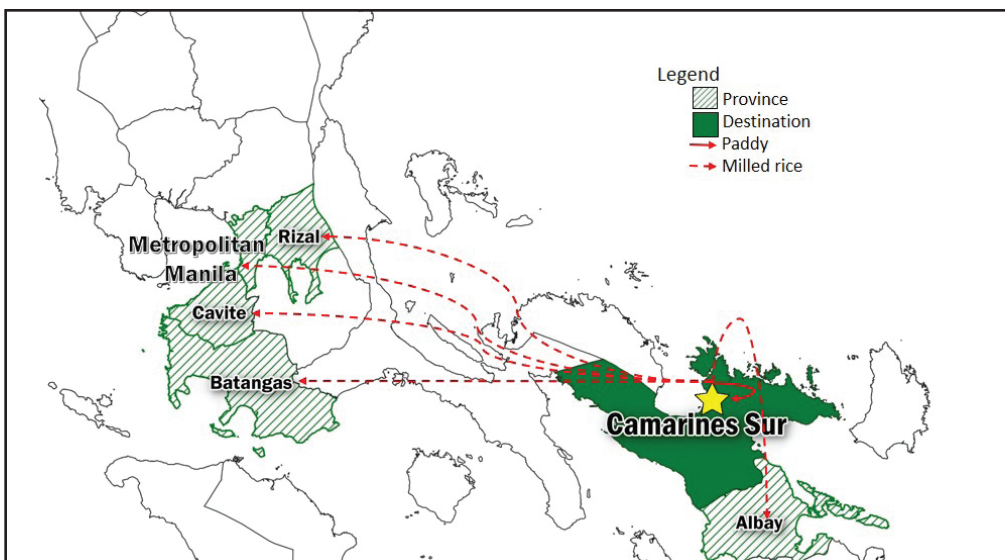 Legend
Province
Destination
Paddy
Milled rice
Rizal
Metropolitan
Manila
Cavite
Batangas
Camarines Sur
Albay